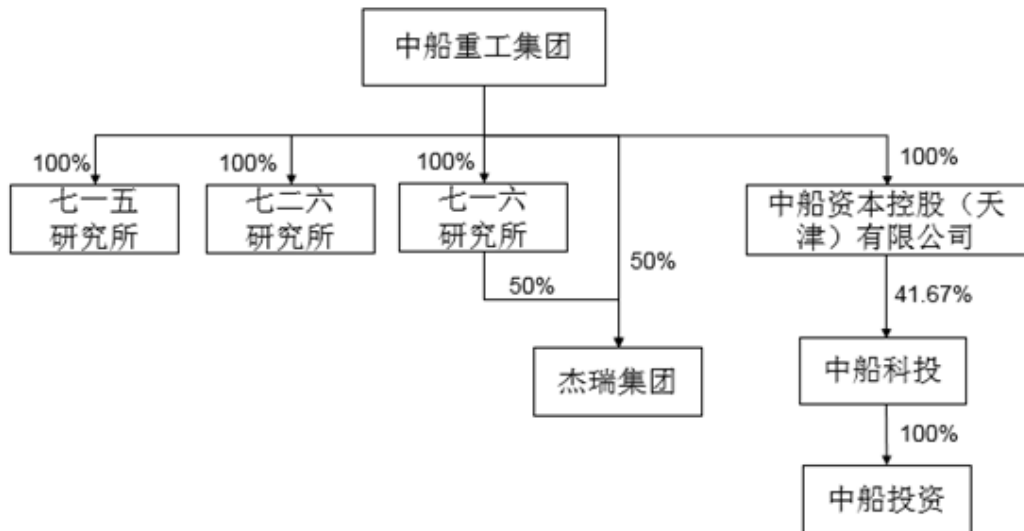 中船重工集团
100%
100%
100%
100%
七一五
研究所
七二六
研究所
七一六
研究所
中船资本控股（天
津）有限公司
50%
50%
41.67%
杰瑞集团
中船科投
100%
中船投资